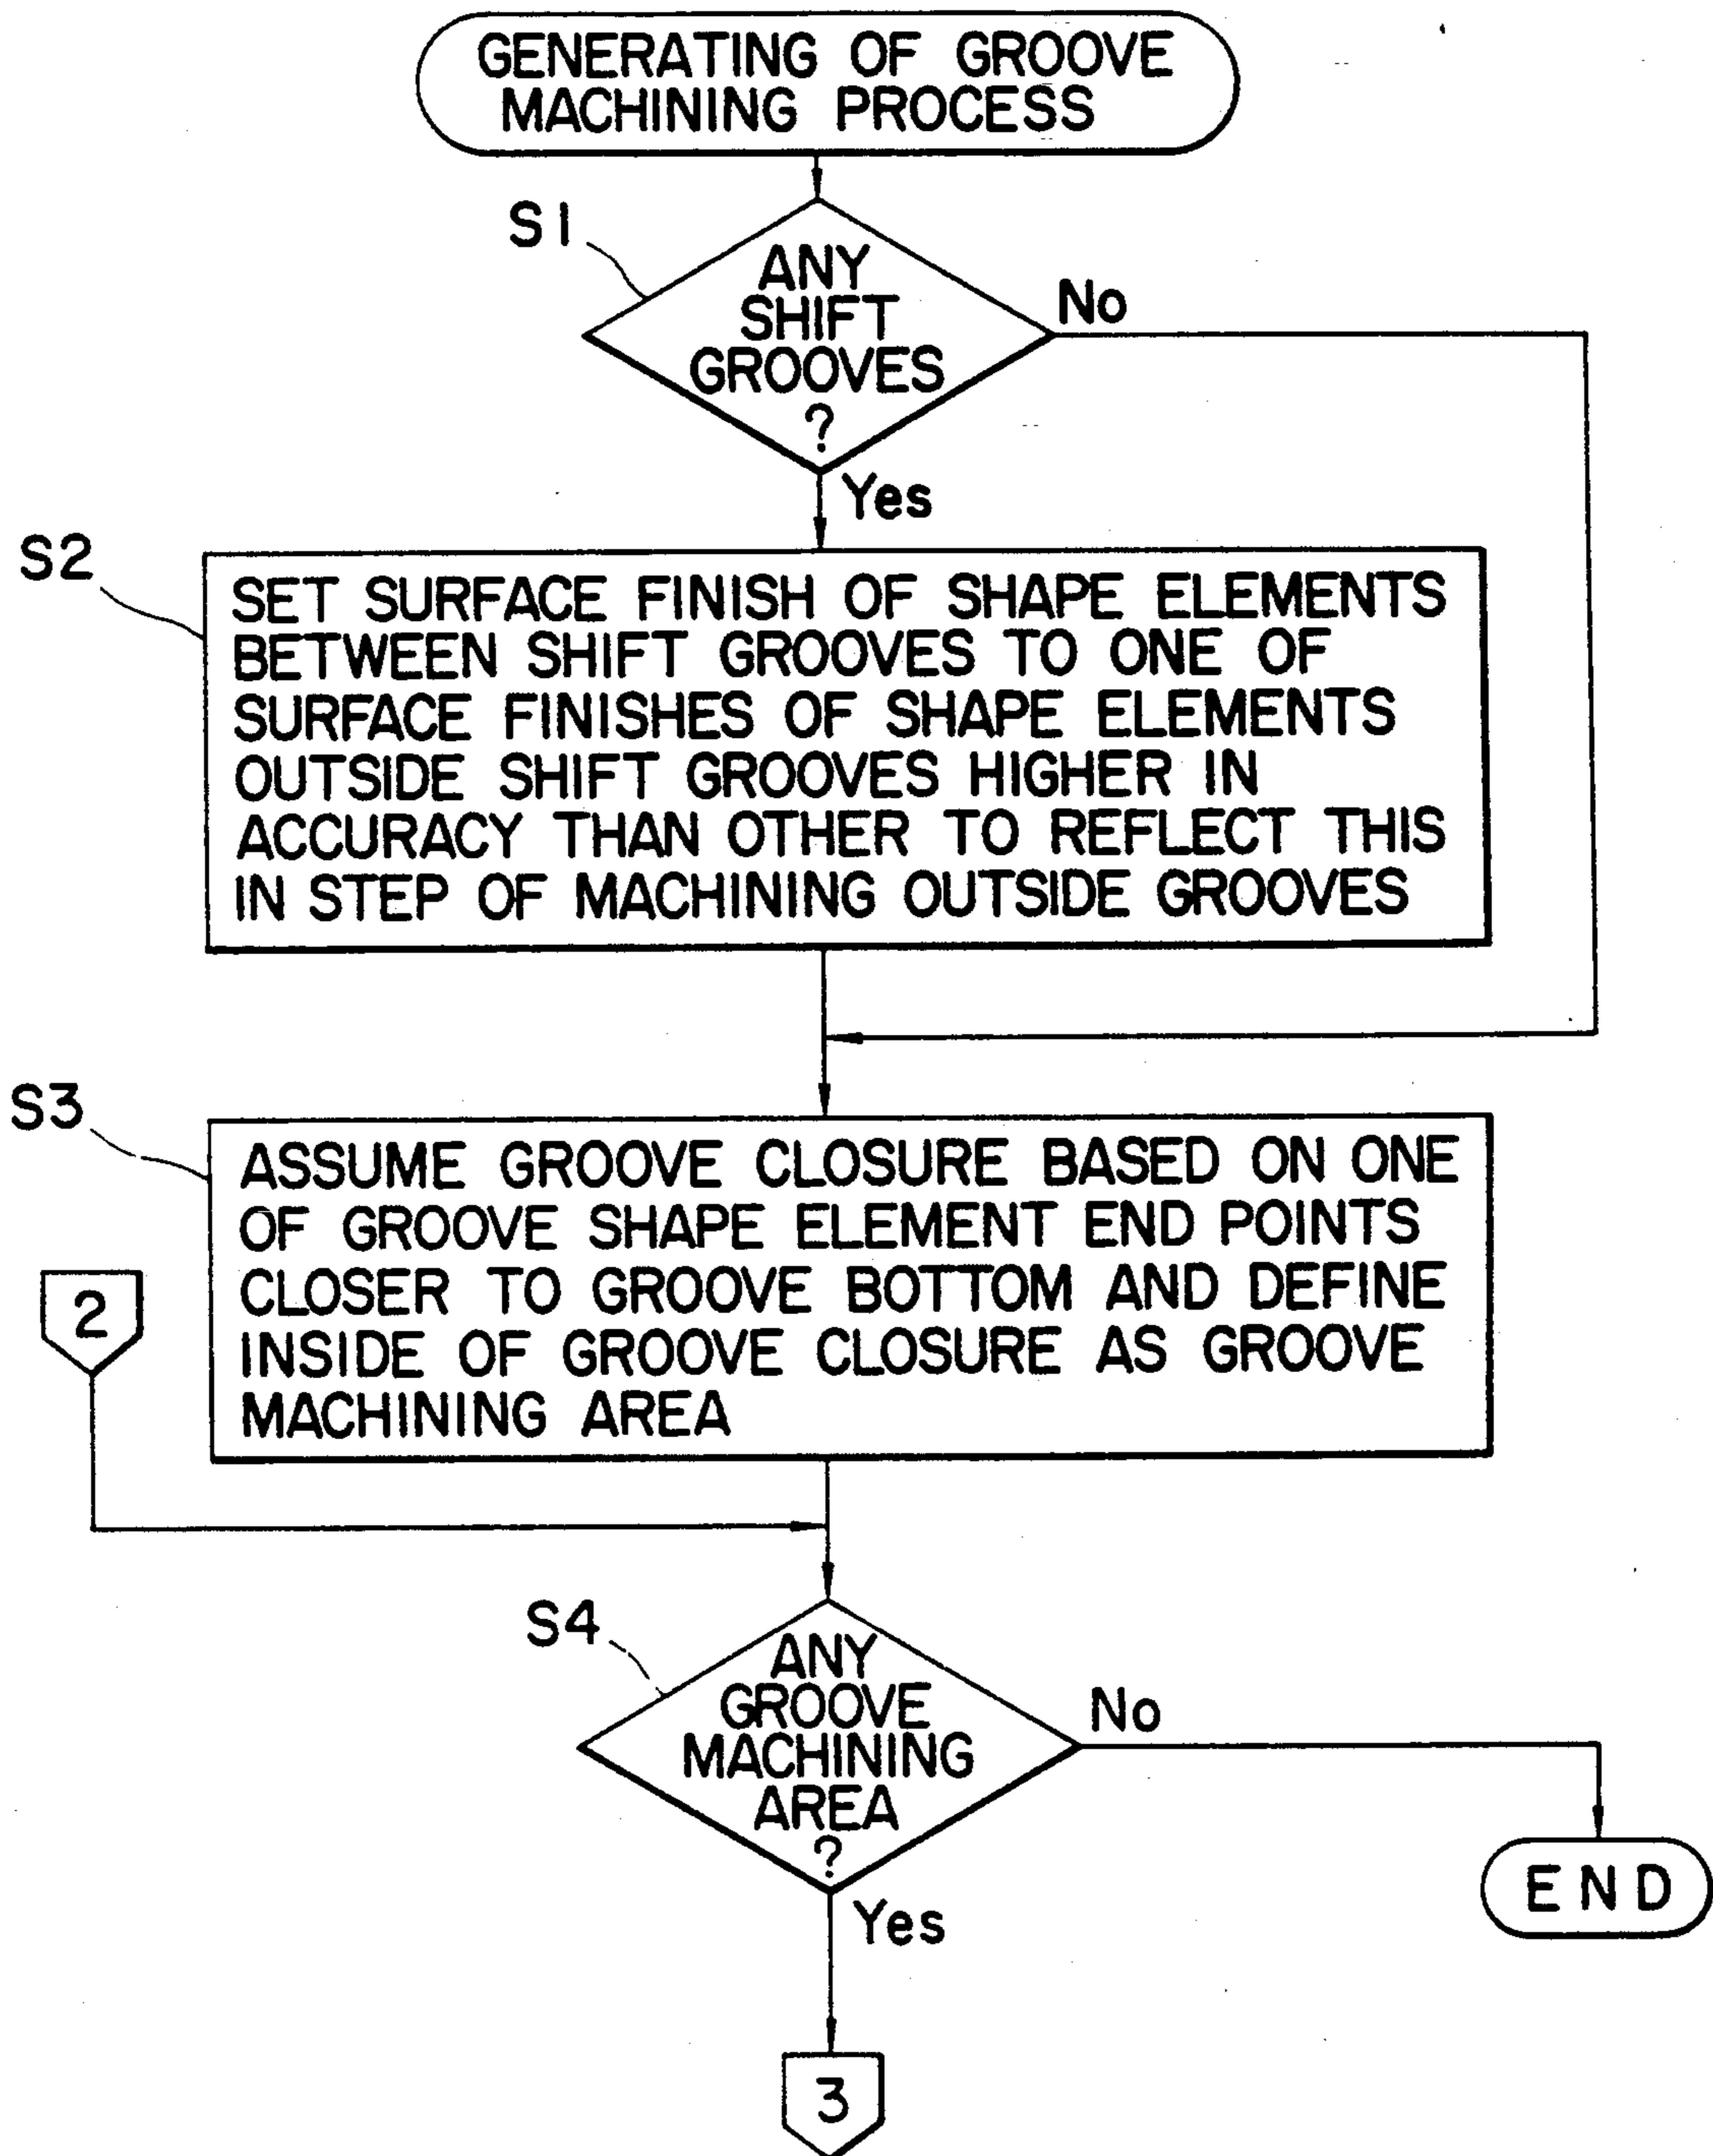 GENERATING OF GROOVE
MACHINING PROCESS
S1
ANY
SHIFT
GROOVES
?
No
Yes
S2
SET SURFACE FINISH OF SHAPE ELEMENTS
BETWEEN SHIFT GROOVES TO ONE OF
SURFACE FINISHES OF SHAPE ELEMENTS
OUTSIDE SHIFT GROOVES HIGHER IN
ACCURACY THAN OTHER TO REFLECT THIS
IN STEP OF MACHINING OUTSIDE GROOVES
S3
ASSUME GROOVE CLOSURE BASED ON ONE
OF GROOVE SHAPE ELEMENT END POINTS
CLOSER TO GROOVE BOTTOM AND DEFINE
INSIDE OF GROOVE CLOSURE AS GROOVE
MACHINING AREA
2
S4
ANY
GROOVE
MACHINING
AREA
?
No
END
Yes
3